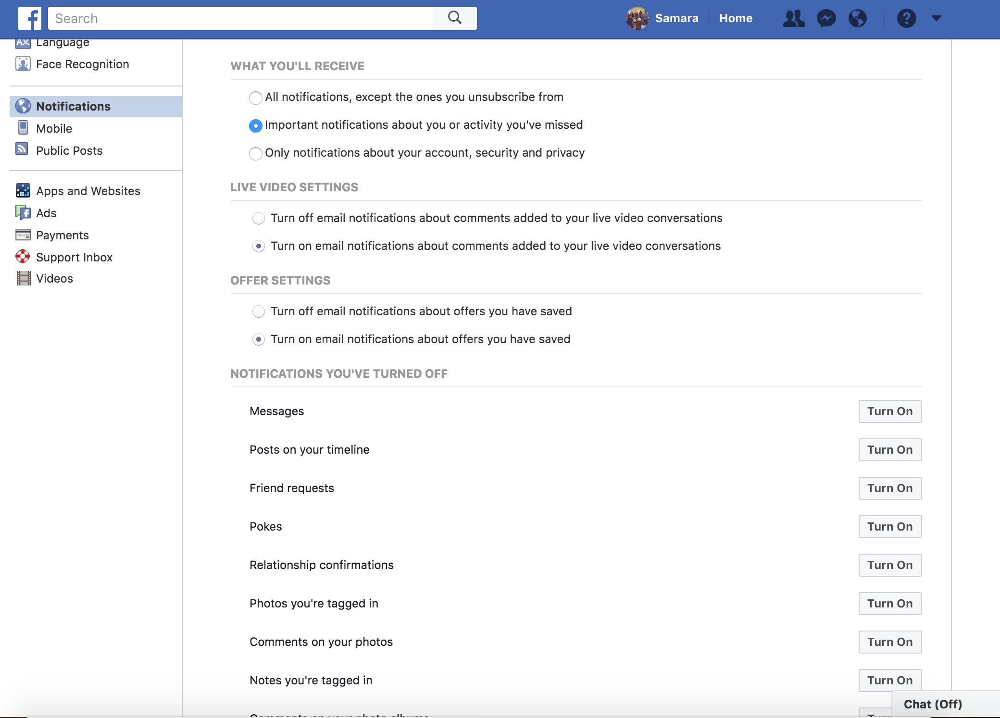 Search
Samara
Home
Language
Face Recognition
Notifications
Mobile
Public Posts
Apps and Websites
Ads
Payments
Support Inbox
Videos
WHAT YOU'LL RECEIVE
All notifications, except the ones you unsubscribe from
Important notifications about you or activity you've missed
Only notifications about your account, security and privacy
LIVE VIDEO SETTINGS
Turn off email notifications about comments added to your live video conversations
Turn on email notifications about comments added to your live video conversations
OFFER SETTINGS
Turn off email notifications about offers you have saved
Turn on email notifications about offers you have saved
NOTIFICATIONS YOU'VE TURNED OFF
Messages Turn On
Posts on your timeline Turn On
Friend requests Turn On
Pokes Turn On
Relationship confirmations Turn On
Photos you're tagged in Turn On
Comments on your photos Turn On
Notes you're tagged in Turn On
Comments on your photo albums Turn
Chat (Off)